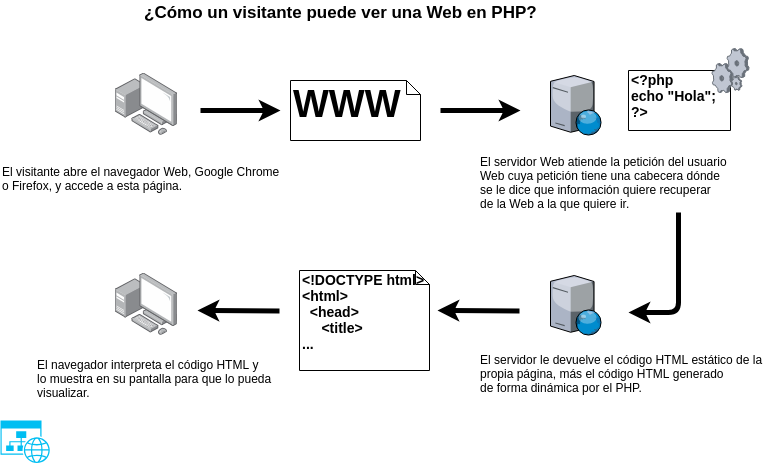 ¿Cómo un visitante puede ver una Web en PHP?
WWW
<?php
echo "Hola";
?>
El visitante abre el navegador Web, Google Chrome
o Firefox, y accede a esta página.
El servidor Web atiende la petición del usuario
Web cuya petición tiene una cabecera dónde
se le dice que información quiere recuperar
de la Web a la que quiere ir.
<!DOCTYPE html>
<html>
<head>
<title>
...
El navegador interpreta el código HTML y
lo muestra en su pantalla para que lo pueda
visualizar.
El servidor le devuelve el código HTML estático de la
propia página, más el código HTML generado
de forma dinámica por el PHP.